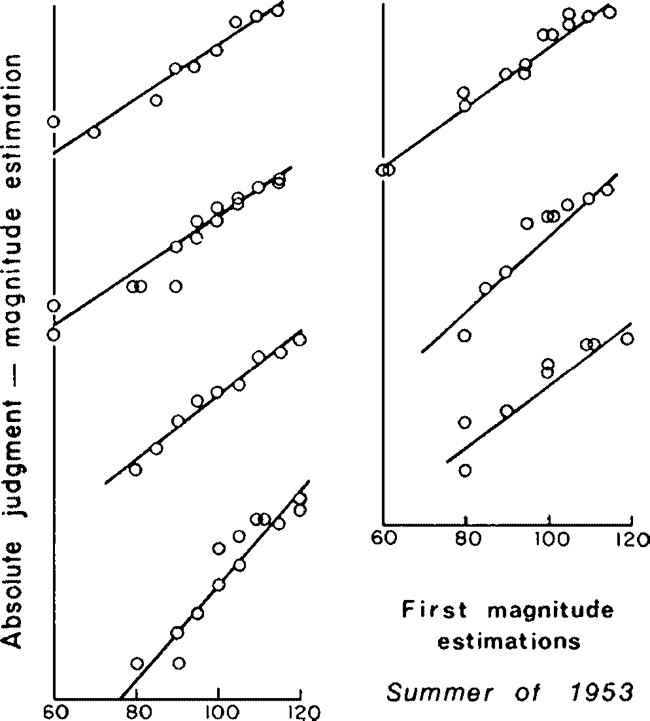 Absolute judgment — magnitude estimation
60 80 100 120
60 80 100 120
First magnitude
estimations
Summer of 1953